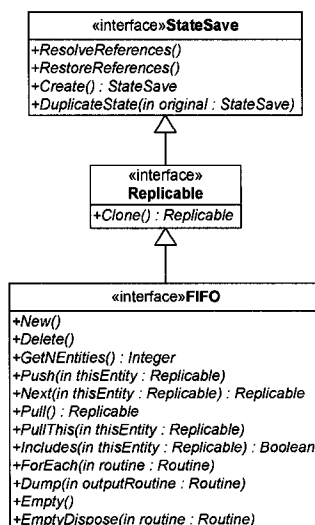 «interface»StateSave
+ResolveReferences()
+RestoreReferences()
+Create() : StateSave
+DuplicateState(in original : StateSave)
«interface»
Replicable
+Clone() : Replicable
«interface»FIFO
+New()
+Delete()
+GetNEntities() : Integer
+Push(in thisEntity : Replicable)
+Next(in thisEntity : Replicable) : Replicable
+Pull() : Replicable
+PullThis(in thisEntity : Replicable)
+Includes(in thisEntity : Replicable) : Boolean
+ForEach(in routine : Routine)
+Dump(in outputRoutine : Routine)
+Empty()
+EmptyDispose(in routine : Routine)